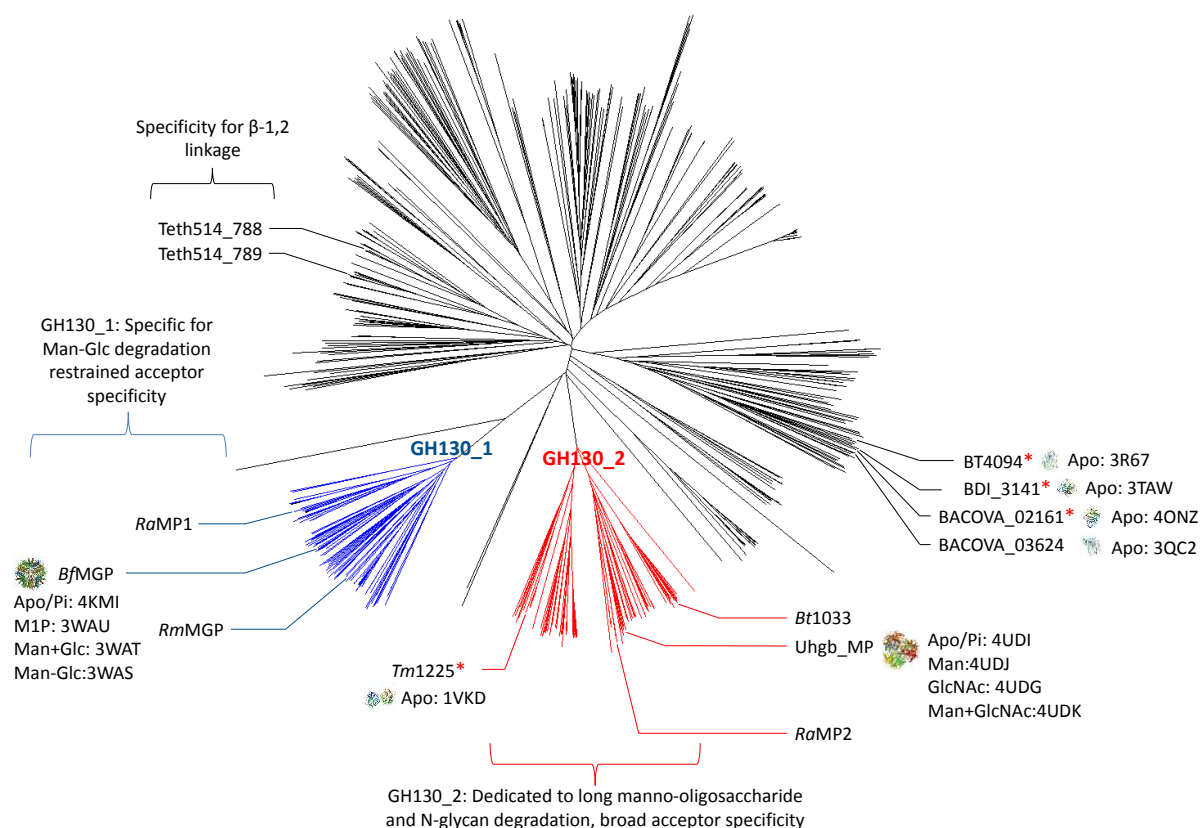 Specificity for β-1,2
linkage
Teth514_788
Teth514_789
GH130_1: Specific for
Man-Glc degradation
restrained acceptor
specificity
GH130_1
GH130_2
RaMP1
BfMGP
Apo/Pi: 4KMI
M1P: 3WAU
Man+Glc: 3WAT
Man-Glc:3WAS
RmMGP
Tm1225*
Apo: 1VKD
BT4094* Apo: 3R67
BDI_3141* Apo: 3TAW
BACOVA_02161* Apo: 4ONZ
BACOVA_03624 Apo: 3QC2
Bt1033
Uhgb_MP
Apo/Pi: 4UDI
Man:4UDJ
GlcNAc: 4UDG
Man+GlcNAc:4UDK
RaMP2
GH130_2: Dedicated to long manno-oligosaccharide
and N-glycan degradation, broad acceptor specificity